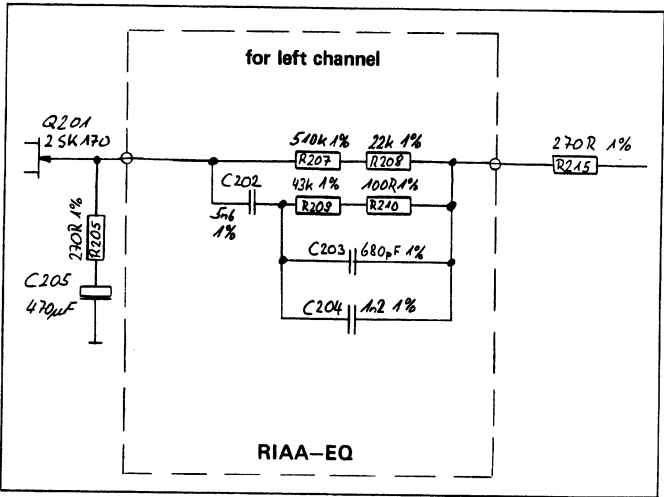 for left channel
Q201
2SK170
510k 1%
22k 1%
270R 1%
R207
R208
R215
C202
43k 1%
100R 1%
R209
R210
5n6
1%
270R 1%
R205
C203
680pF 1%
C205
470µF
C204
1n2 1%
RIAA–EQ